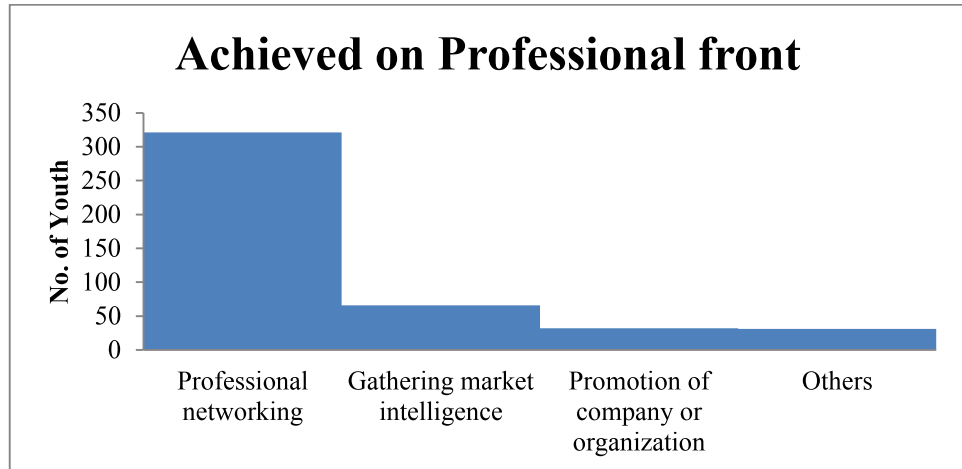 Achieved on Professional front
No. of Youth
350
300
250
200
150
100
50
0
Professional
networking
Gathering market
intelligence
Promotion of
company or
organization
Others